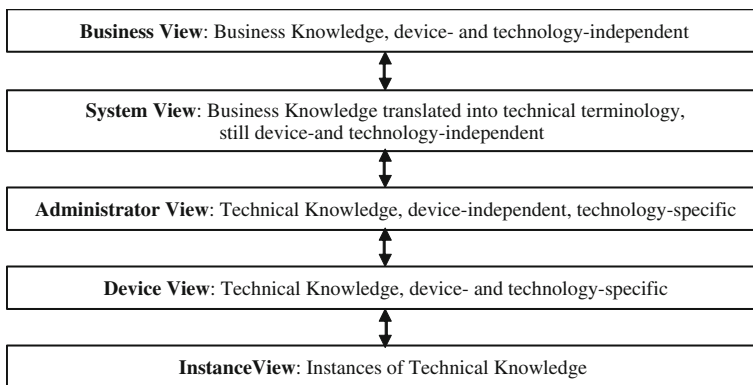 Business View: Business Knowledge, device- and technology-independent
System View: Business Knowledge translated into technical terminology,
still device-and technology-independent
Administrator View: Technical Knowledge, device-independent, technology-specific
Device View: Technical Knowledge, device- and technology-specific
InstanceView: Instances of Technical Knowledge